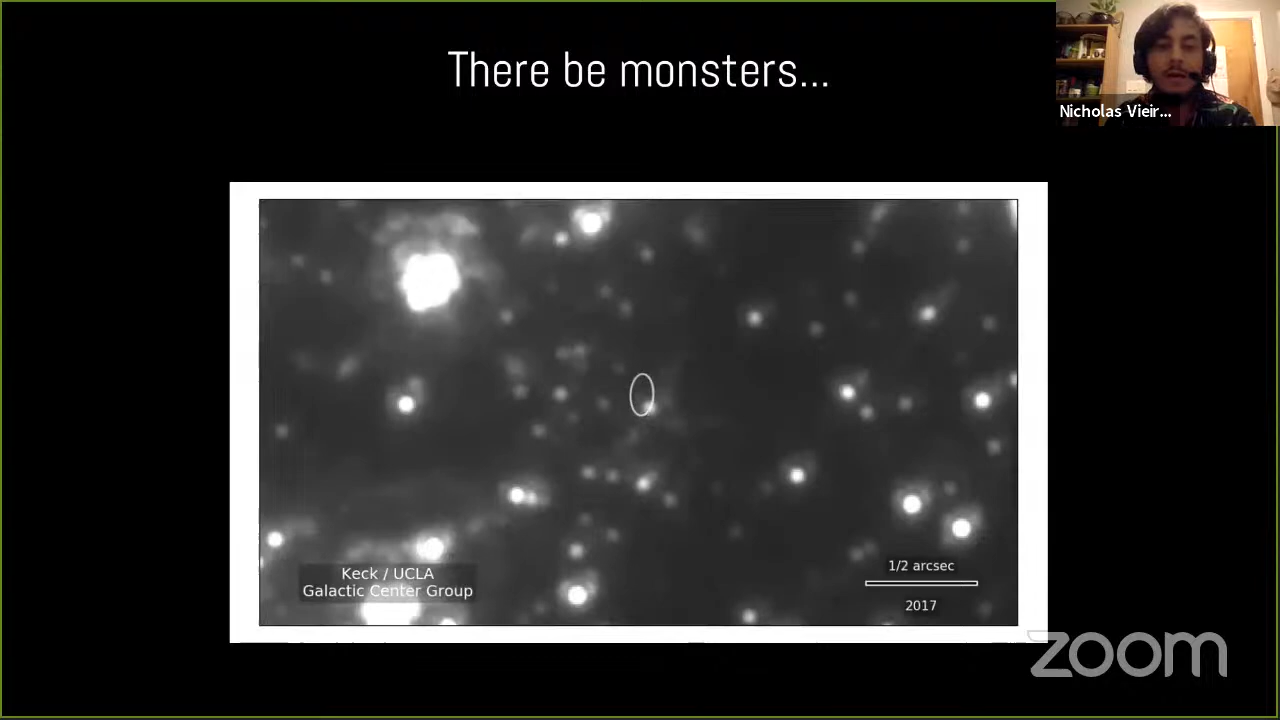 There be monsters...
Nicholas Vieir...
Keck / UCLA
Galactic Center Group
1/2 arcsec
2017
zoom